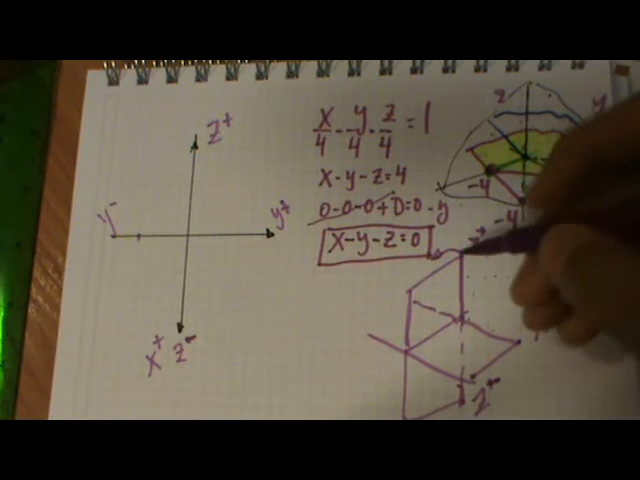 z+
y-
y+
x+ z-
x/4 - y/4 - z/4 = 1
x-y-z=4
0-0-0+D=0-y
x-y-z=0
z
y
-4
-4
z+